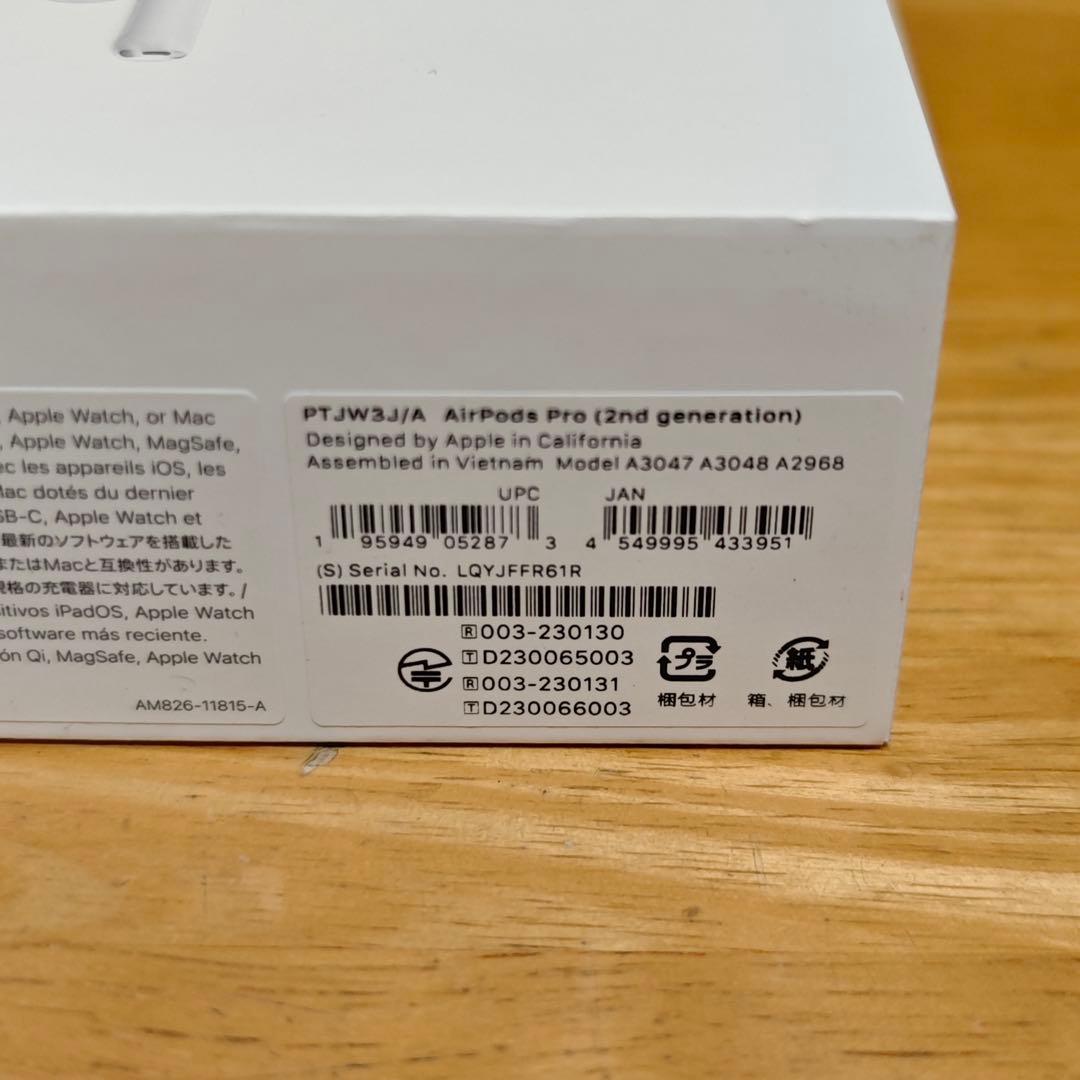 , Apple Watch, or Mac
, Apple Watch, MagSafe,
ec les appareils iOS, les
Mac dotés du dernier
SB-C, Apple Watch et
最新のソフトウェアを搭載した
またはMacと互換性があります。
規格の充電器に対応しています。/
sitivos iPadOS, Apple Watch
software más reciente.
ón Qi, MagSafe, Apple Watch
AM826-11815-A
PTJW3J/A AirPods Pro (2nd generation)
Designed by Apple in California
Assembled in Vietnam Model A3047 A3048 A2968
UPC JAN
1 95949 05287 3 4 549995 433951
(S) Serial No. LQYJFFR61R
R 003-230130
T D230065003
R 003-230131
T D230066003
プラ 紙
梱包材 箱、梱包材